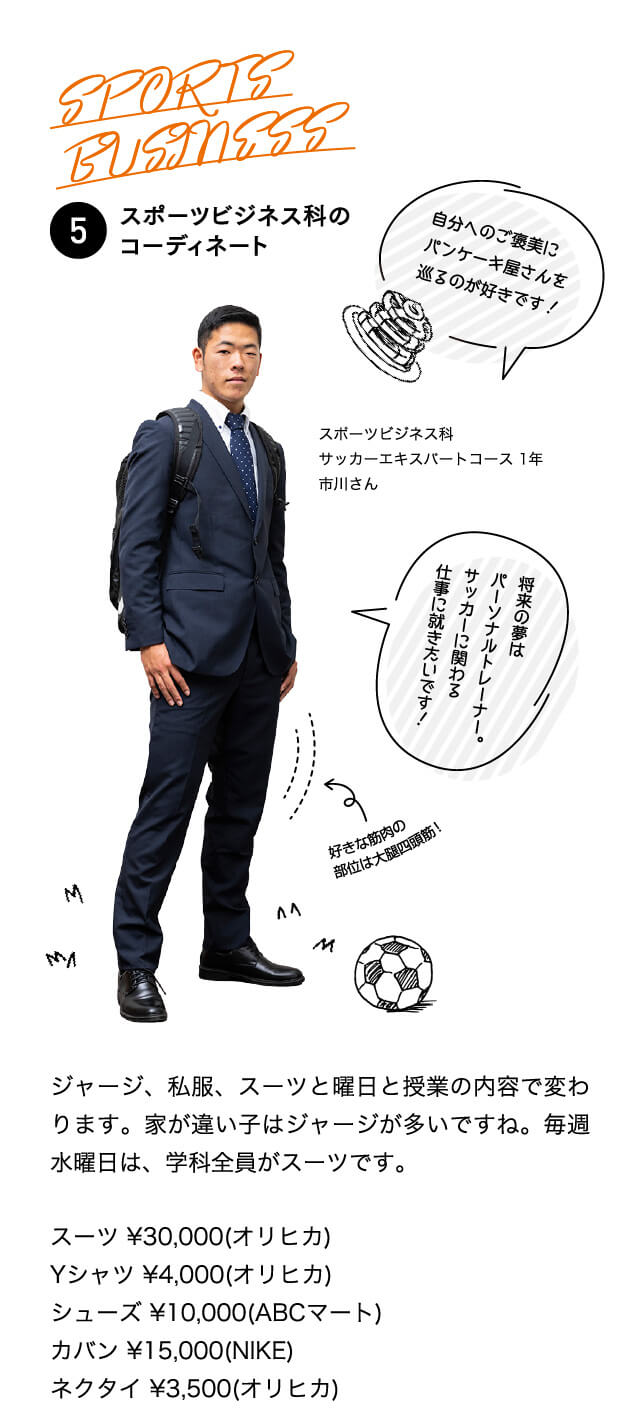 SPORTS
BUSINESS
5
スポーツビジネス科の
コーディネート
自分へのご褒美に
パンケーキ屋さんを
巡るのが好きです！
スポーツビジネス科
サッカーエキスパートコース 1年
市川さん
将来の夢は
パーソナルトレーナー。
サッカーに関わる
仕事に就きたいです！
好きな筋肉の
部位は大腿四頭筋！
ジャージ、私服、スーツと曜日と授業の内容で変わ
ります。家が違い子はジャージが多いですね。毎週
水曜日は、学科全員がスーツです。
スーツ ¥30,000(オリヒカ)
Yシャツ ¥4,000(オリヒカ)
シューズ ¥10,000(ABCマート)
カバン ¥15,000(NIKE)
ネクタイ ¥3,500(オリヒカ)